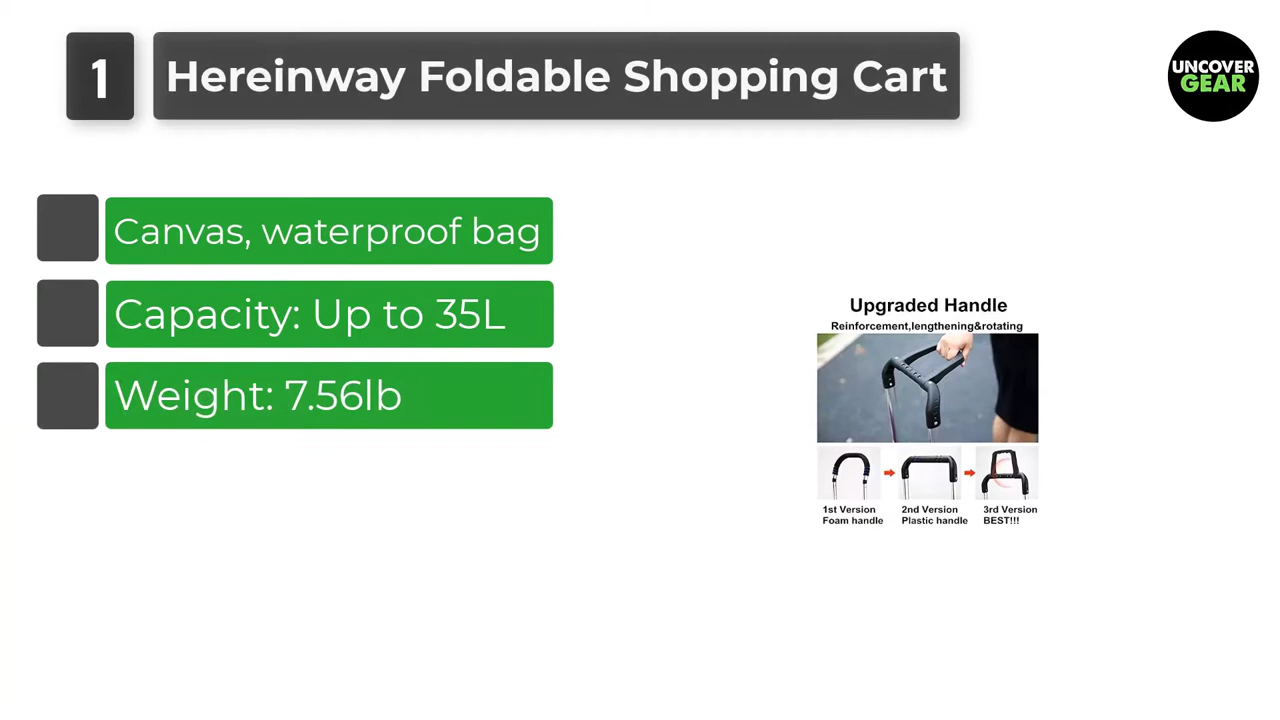 1
Hereinway Foldable Shopping Cart
UNCOVER
GEAR
Canvas, waterproof bag
Capacity: Up to 35L
Weight: 7.56lb
Upgraded Handle
Reinforcement,lengthening&rotating
1st Version
Foam handle
2nd Version
Plastic handle
3rd Version
BEST!!!